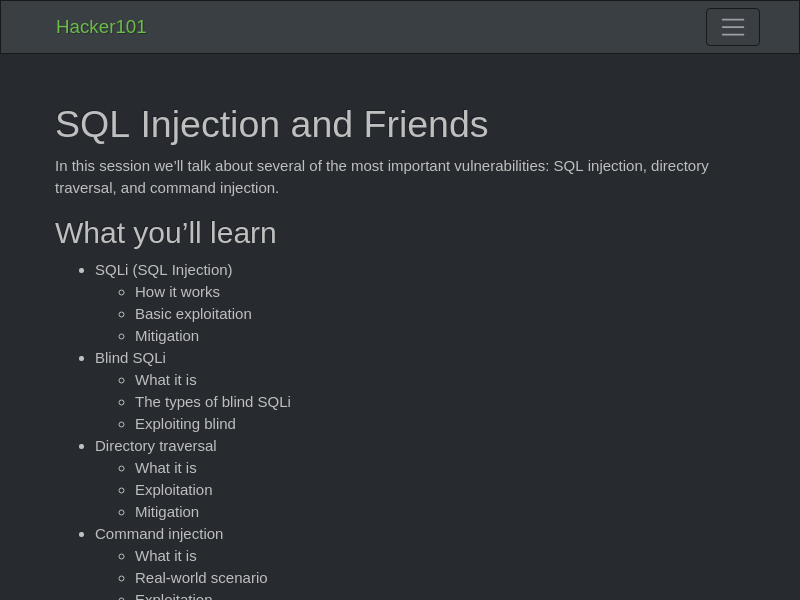 Hacker101
SQL Injection and Friends
In this session we’ll talk about several of the most important vulnerabilities: SQL injection, directory
traversal, and command injection.
What you’ll learn
SQLi (SQL Injection)
How it works
Basic exploitation
Mitigation
Blind SQLi
What it is
The types of blind SQLi
Exploiting blind
Directory traversal
What it is
Exploitation
Mitigation
Command injection
What it is
Real-world scenario
Exploitation